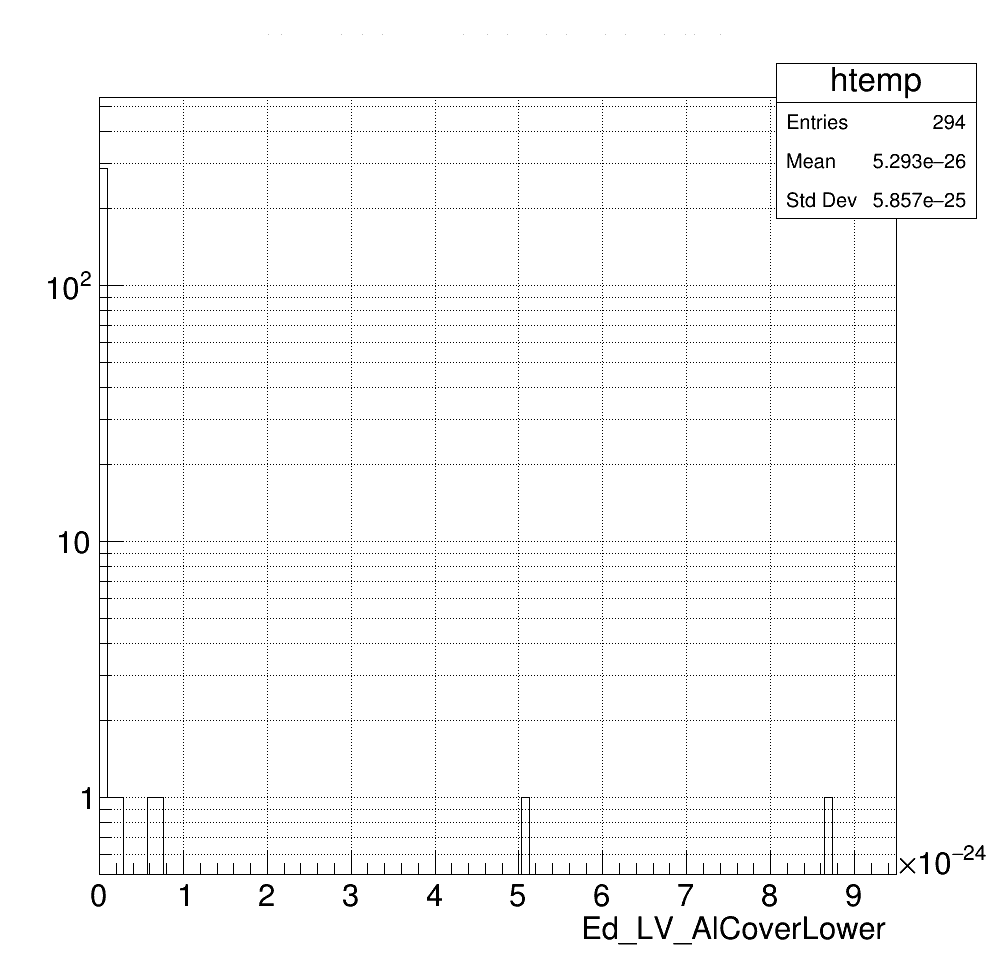 htemp
Entries 294
Mean 5.293e−26
Std Dev 5.857e−25
10²
10
1
0 1 2 3 4 5 6 7 8 9
×10⁻²⁴
Ed_LV_AlCoverLower